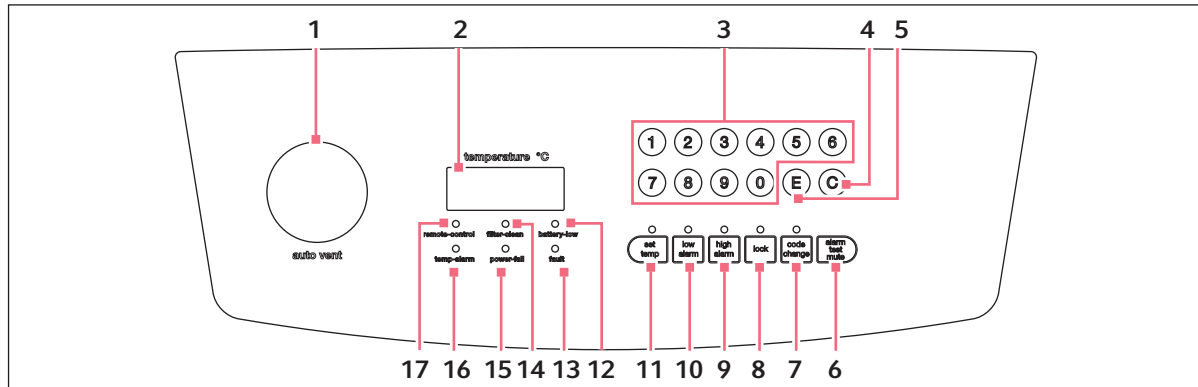 1 2 3 4 5
temperature °C
1 2 3 4 5 6
7 8 9 0 E C
remote-control filter-clean battery-low
temp-alarm power-fail fault
auto vent
set temp
low alarm
high alarm
lock
code change
alarm test mute
17 16 15 14 13 12 11 10 9 8 7 6